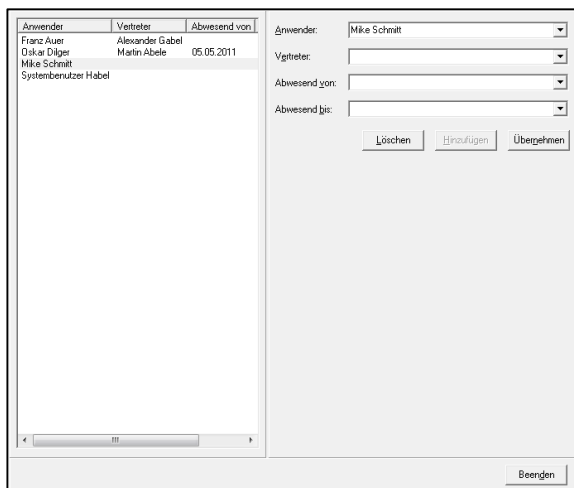 Anwender Vertreter Abwesend von
Franz Auer Alexander Gabel
Oskar Dilger Martin Abele 05.05.2011
Mike Schmitt
Systembenutzer Habel
Anwender: Mike Schmitt
Vertreter:
Abwesend von:
Abwesend bis:
Löschen Hinzufügen Übernehmen
Beenden